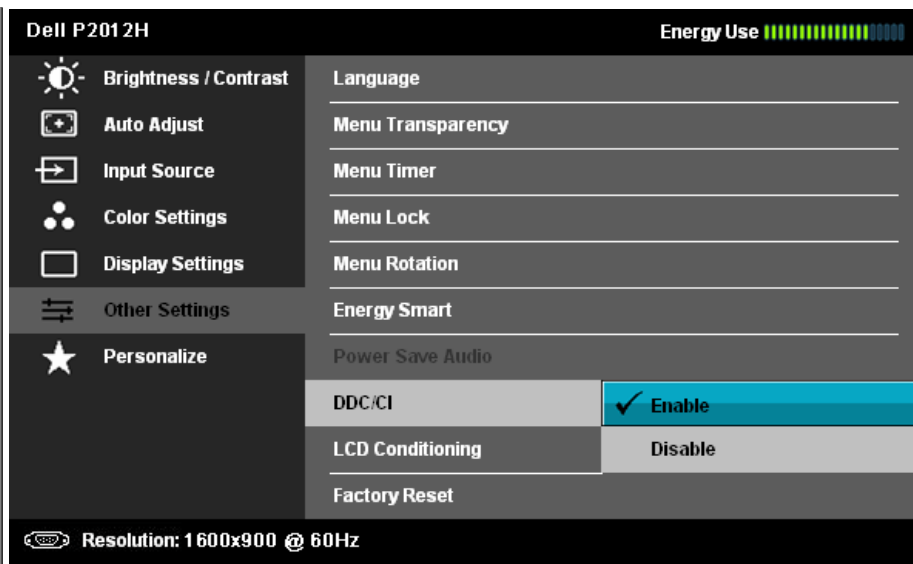 Dell P2012H
Energy Use
Brightness / Contrast
Auto Adjust
Input Source
Color Settings
Display Settings
Other Settings
Personalize
Language
Menu Transparency
Menu Timer
Menu Lock
Menu Rotation
Energy Smart
Power Save Audio
DDC/CI
Enable
Disable
LCD Conditioning
Factory Reset
Resolution: 1600x900 @ 60Hz